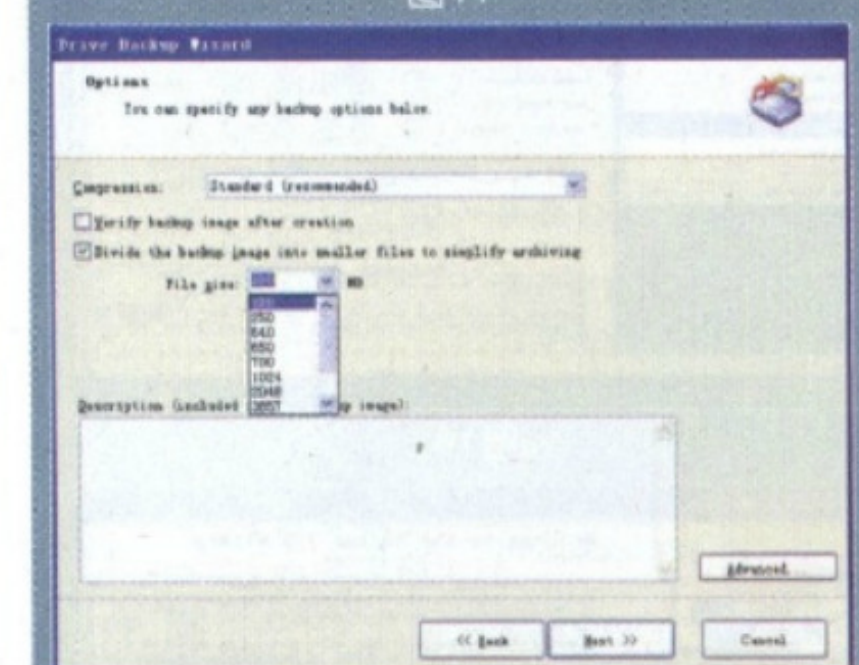 Drive Backup Wizard
Options
You can specify any backup options below.
Compression: Standard (recommended)
Verify backup image after creation
Divide the backup image into smaller files to simplify archiving
File size: MB
250
640
650
700
1024
2048
Description (included image):
Advanced...
<< Back
Next >>
Cancel